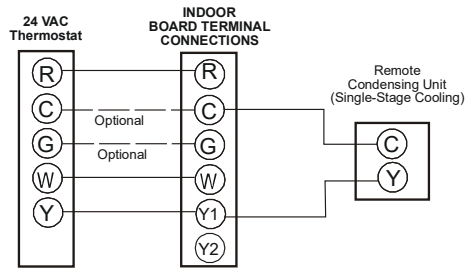 24 VAC
Thermostat
INDOOR
BOARD TERMINAL
CONNECTIONS
Remote
Condensing Unit
(Single-Stage Cooling)
R
R
C
Optional
C
C
G
Optional
G
W
W
Y
Y
Y1
Y2